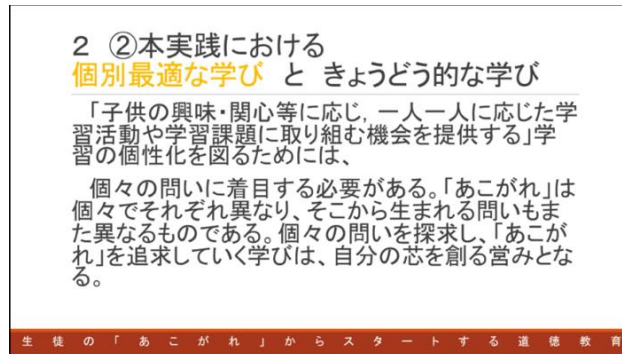 2 ②本実践における
個別最適な学び と きょうどう的な学び
「子供の興味・関心等に応じ，一人一人に応じた学
習活動や学習課題に取り組む機会を提供する」学
習の個性化を図るためには、
個々の問いに着目する必要がある。「あこがれ」は
個々でそれぞれ異なり、そこから生まれる問いもま
た異なるものである。個々の問いを探求し、「あこが
れ」を追求していく学びは、自分の芯を創る営みとな
る。
生徒の「あこがれ」からスタートする道徳教育